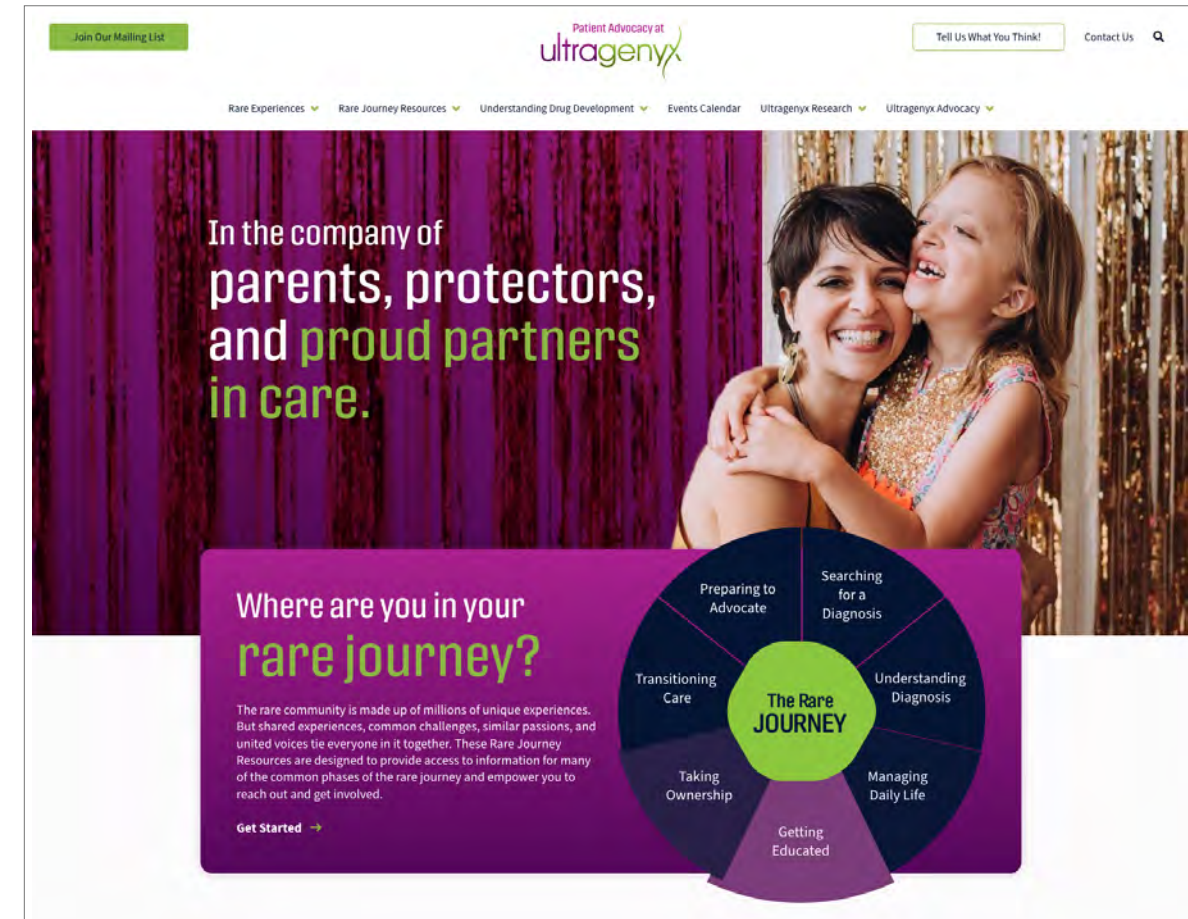 Join Our Mailing List
Patient Advocacy at
ultragenyx
Tell Us What You Think!
Contact Us
Rare Experiences
Rare Journey Resources
Understanding Drug Development
Events Calendar
Ultragenyx Research
Ultragenyx Advocacy
In the company of
parents, protectors,
and proud partners
in care.
Where are you in your
rare journey?
The rare community is made up of millions of unique experiences.
But shared experiences, common challenges, similar passions, and
united voices tie everyone in it together. These Rare Journey
Resources are designed to provide access to information for many
of the common phases of the rare journey and empower you to
reach out and get involved.
Get Started
Preparing to
Advocate
Searching
for a
Diagnosis
Understanding
Diagnosis
Managing
Daily Life
Getting
Educated
Taking
Ownership
Transitioning
Care
The Rare
JOURNEY